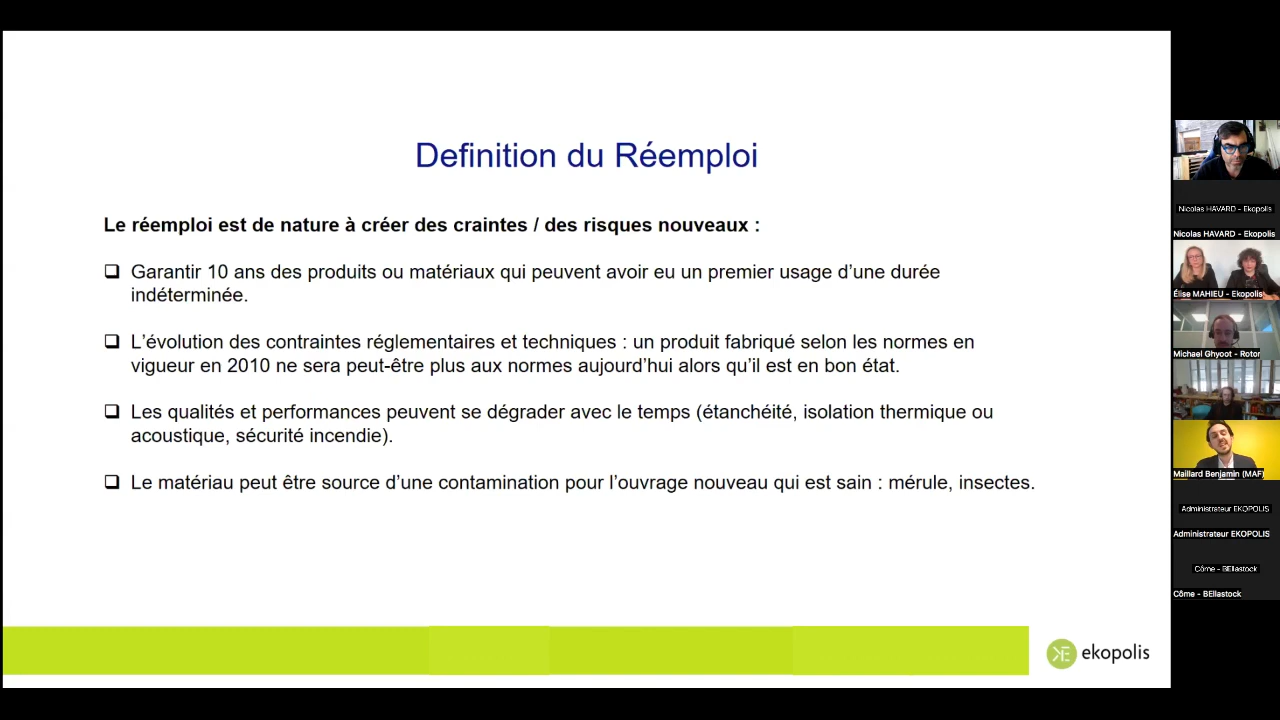 Definition du Réemploi
Le réemploi est de nature à créer des craintes / des risques nouveaux :
Garantir 10 ans des produits ou matériaux qui peuvent avoir eu un premier usage d’une durée
indéterminée.
L’évolution des contraintes réglementaires et techniques : un produit fabriqué selon les normes en
vigueur en 2010 ne sera peut-être plus aux normes aujourd’hui alors qu’il est en bon état.
Les qualités et performances peuvent se dégrader avec le temps (étanchéité, isolation thermique ou
acoustique, sécurité incendie).
Le matériau peut être source d’une contamination pour l’ouvrage nouveau qui est sain : mérule, insectes.
ekopolis
Nicolas HAVARD - Ekopolis
Nicolas HAVARD - Ekopolis
Élise MAHIEU - Ekopolis
Michael Ghyoot - Rotor
Maillard Benjamin (MAF)
Administrateur EKOPOLIS
Administrateur EKOPOLIS
Côme - BEllastock
Côme - BEllastock